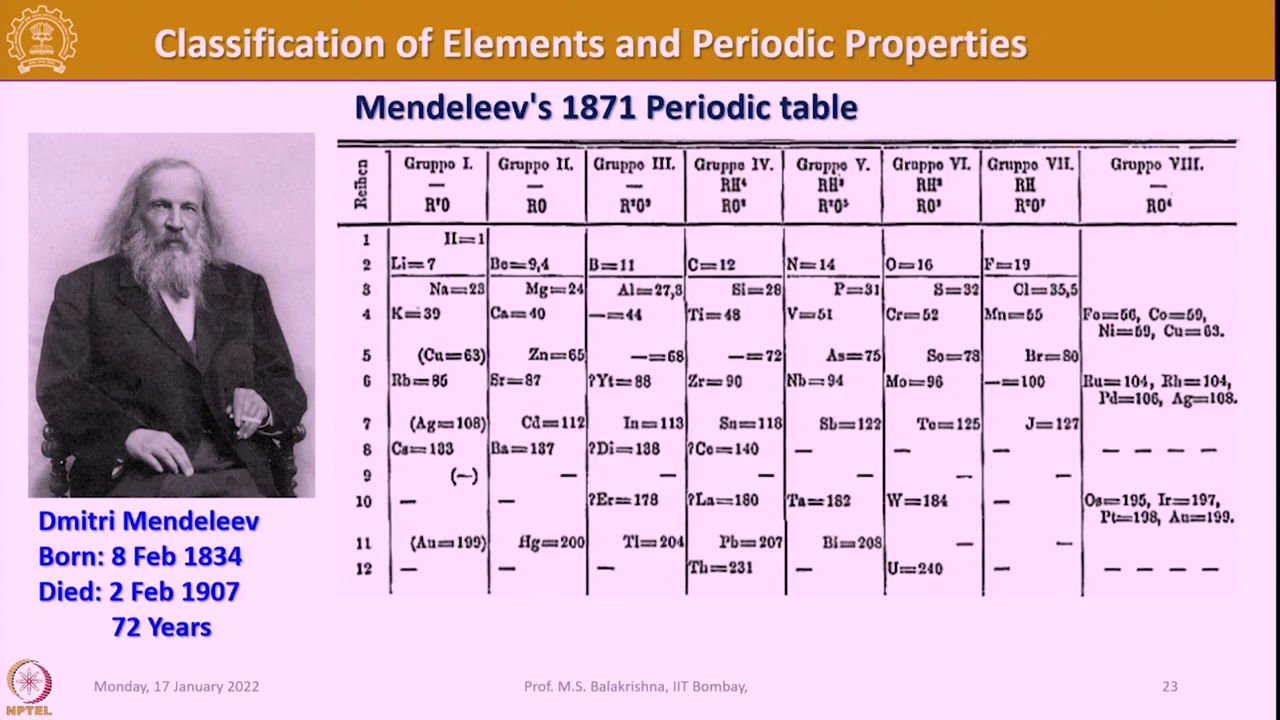 Classification of Elements and Periodic Properties
Mendeleev's 1871 Periodic table
Reihen Gruppo I. Gruppo II. Gruppo III. Gruppo IV. Gruppo V. Gruppo VI. Gruppo VII. Gruppo VIII.
— — — RH⁴ RH³ RH² RH —
R²O RO R²O³ RO² R²O⁵ RO³ R²O⁷ RO⁴
1 H=1
2 Li=7 Be=9,4 B=11 C=12 N=14 O=16 F=19
3 Na=23 Mg=24 Al=27,3 Si=28 P=31 S=32 Cl=35,5
4 K=39 Ca=40 —=44 Ti=48 V=51 Cr=52 Mn=55 Fo=56, Co=59,
Ni=59, Cu=63.
5 (Cu=63) Zn=65 —=68 —=72 As=75 So=78 Br=80
6 Rb=85 Sr=87 ?Yt=88 Zr=90 Nb=94 Mo=96 —=100 Ru=104, Rh=104,
Pd=106, Ag=108.
7 (Ag=108) Cd=112 In=113 Sn=118 Sb=122 To=125 J=127
8 Cs=133 Ba=137 ?Di=138 ?Co=140 — — — — — — —
9 (—) — — — — — —
10 — — ?Er=178 ?La=180 Ta=182 W=184 — Os=195, Ir=197,
Pt=198, Au=199.
11 (Au=199) Hg=200 Tl=204 Pb=207 Bi=208 — —
12 — — — Th=231 — U=240 — — — — —
Dmitri Mendeleev
Born: 8 Feb 1834
Died: 2 Feb 1907
72 Years
NPTEL
Monday, 17 January 2022
Prof. M.S. Balakrishna, IIT Bombay,
23